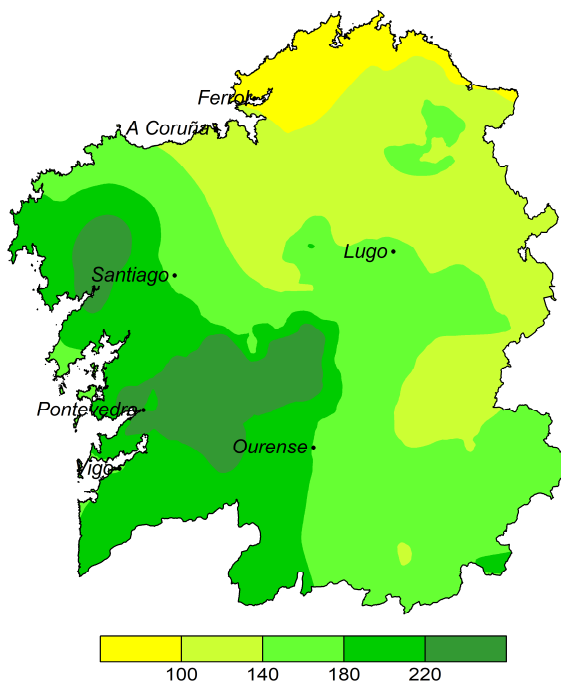 Ferrol
A Coruña
Lugo
Santiago
Pontevedra
Ourense
Vigo
100 140 180 220